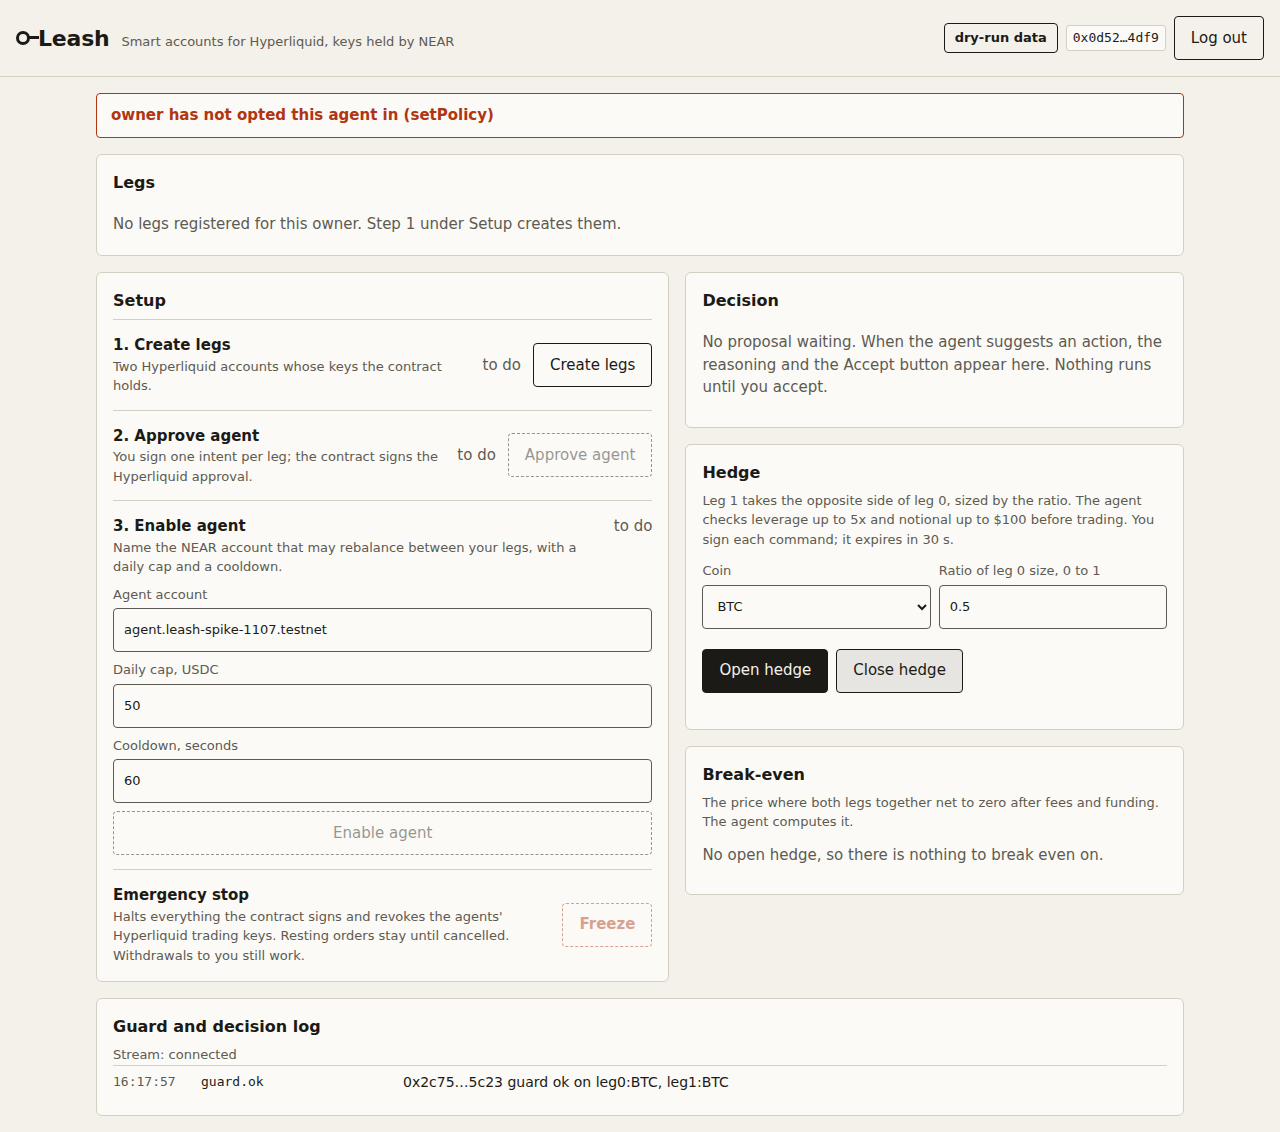 Leash
Smart accounts for Hyperliquid, keys held by NEAR
dry-run data
0x0d52…4df9
Log out
owner has not opted this agent in (setPolicy)
Legs
No legs registered for this owner. Step 1 under Setup creates them.
Setup
1. Create legs
Two Hyperliquid accounts whose keys the contract
holds.
to do
Create legs
2. Approve agent
You sign one intent per leg; the contract signs the
Hyperliquid approval.
to do
Approve agent
3. Enable agent
to do
Name the NEAR account that may rebalance between your legs, with a
daily cap and a cooldown.
Agent account
agent.leash-spike-1107.testnet
Daily cap, USDC
50
Cooldown, seconds
60
Enable agent
Emergency stop
Halts everything the contract signs and revokes the agents'
Hyperliquid trading keys. Resting orders stay until cancelled.
Withdrawals to you still work.
Freeze
Decision
No proposal waiting. When the agent suggests an action, the
reasoning and the Accept button appear here. Nothing runs
until you accept.
Hedge
Leg 1 takes the opposite side of leg 0, sized by the ratio. The agent
checks leverage up to 5x and notional up to $100 before trading. You
sign each command; it expires in 30 s.
Coin
Ratio of leg 0 size, 0 to 1
BTC
0.5
Open hedge
Close hedge
Break-even
The price where both legs together net to zero after fees and funding.
The agent computes it.
No open hedge, so there is nothing to break even on.
Guard and decision log
Stream: connected
16:17:57 guard.ok 0x2c75…5c23 guard ok on leg0:BTC, leg1:BTC